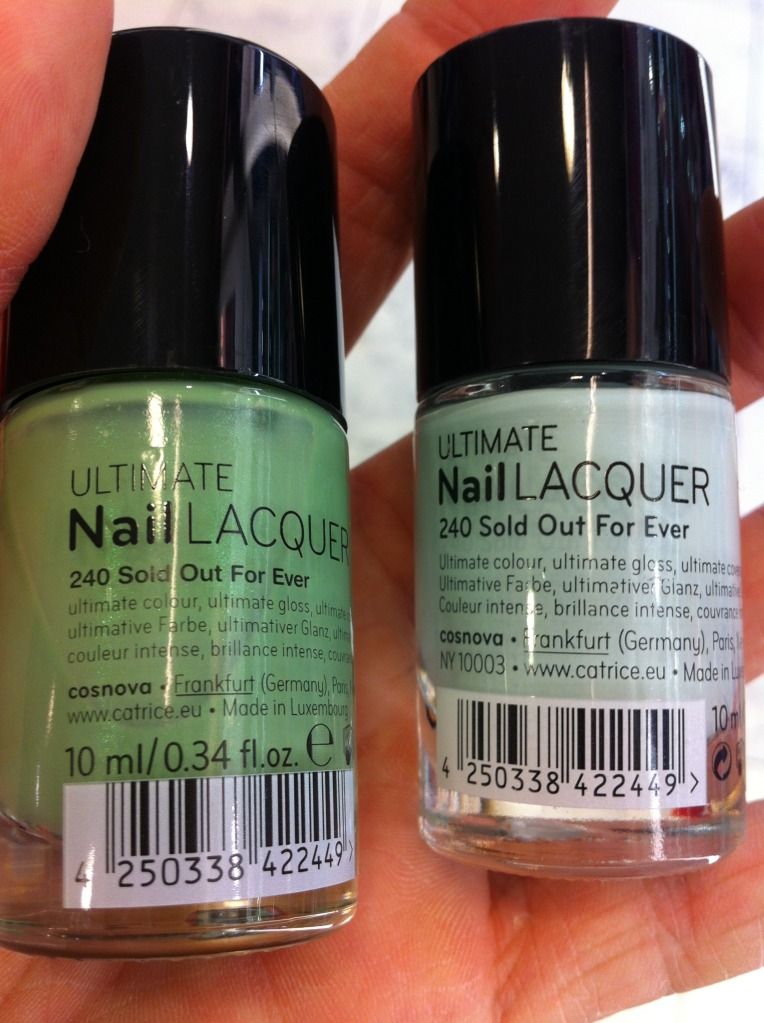 ULTIMATE
Nail LACQUER
240 Sold Out For Ever
ultimate colour, ultimate gloss, ultimate
ultimative Farbe, ultimativer Glanz,
couleur intense, brillance intense,
cosnova • Frankfurt (Germany), Paris,
www.catrice.eu • Made in Luxembourg
10 ml/0.34 fl.oz. e
4 250338 422449 >
ULTIMATE
Nail LACQUER
240 Sold Out For Ever
Ultimate colour, ultimate gloss, ultimate
Ultimative Farbe, ultimativer Glanz,
Couleur intense, brillance intense,
cosnova • Frankfurt (Germany), Paris,
NY 10003 • www.catrice.eu • Made in
10
4 250338 422449 >